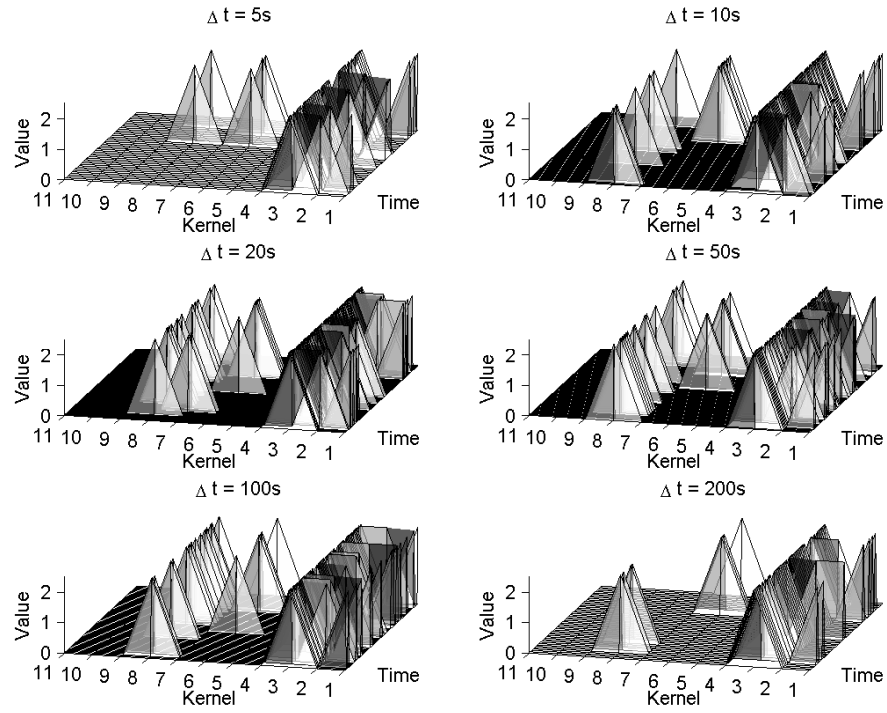 Δ t = 5s
Value
2
1
0
11 10 9 8 7 6 5 4 3 2 1
Kernel
Time
Δ t = 10s
Value
2
1
0
11 10 9 8 7 6 5 4 3 2 1
Kernel
Time
Δ t = 20s
Value
2
1
0
11 10 9 8 7 6 5 4 3 2 1
Kernel
Time
Δ t = 50s
Value
2
1
0
11 10 9 8 7 6 5 4 3 2 1
Kernel
Time
Δ t = 100s
Value
2
1
0
11 10 9 8 7 6 5 4 3 2 1
Kernel
Time
Δ t = 200s
Value
2
1
0
11 10 9 8 7 6 5 4 3 2 1
Kernel
Time